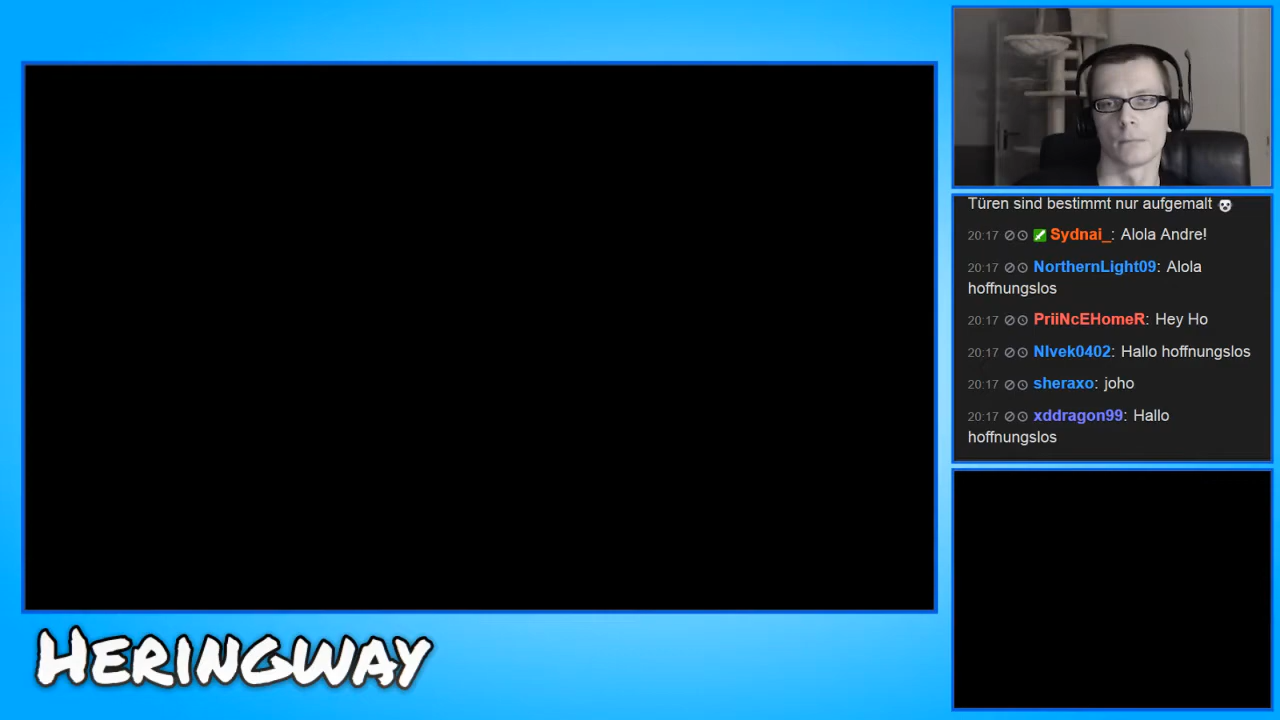 Türen sind bestimmt nur aufgemalt
20:17 Sydnai_: Alola Andre!
20:17 NorthernLight09: Alola
hoffnungslos
20:17 PriiNcEHomeR: Hey Ho
20:17 NIvek0402: Hallo hoffnungslos
20:17 sheraxo: joho
20:17 xddragon99: Hallo
hoffnungslos
HERINGWAY